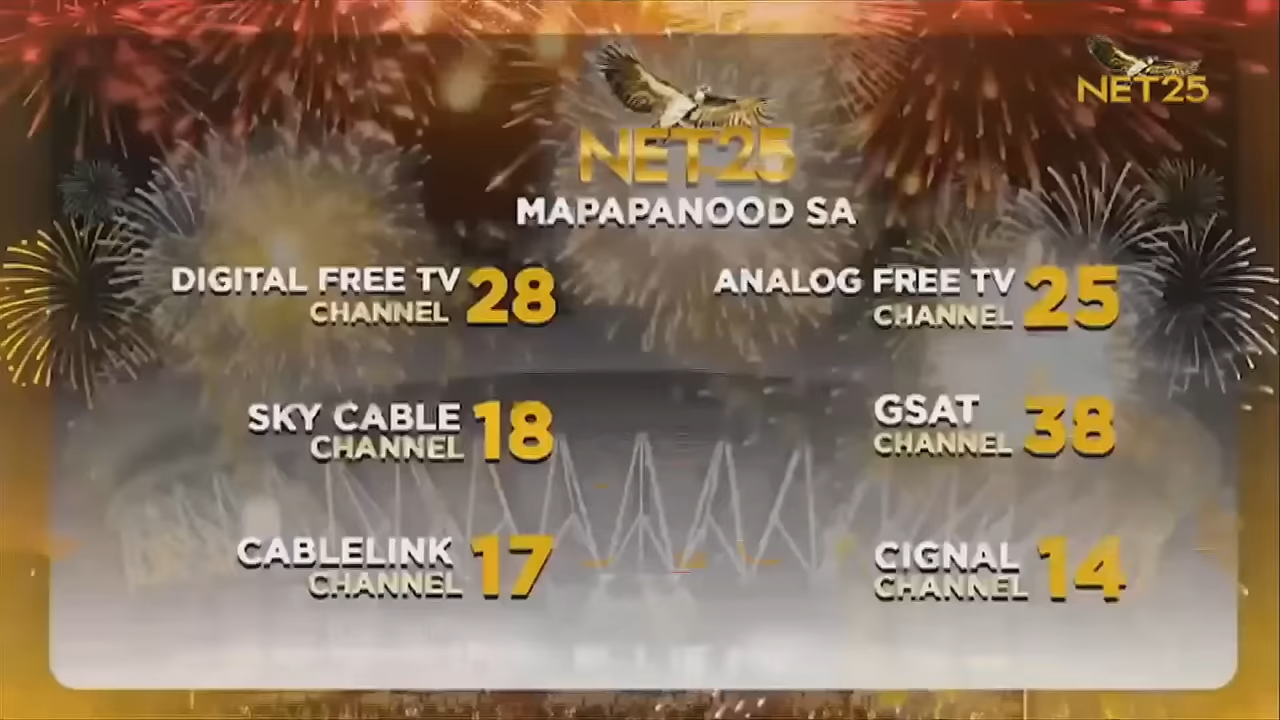 NET25
NET25
MAPAPANOOD SA
DIGITAL FREE TV
CHANNEL 28
ANALOG FREE TV
CHANNEL 25
SKY CABLE
CHANNEL 18
GSAT
CHANNEL 38
CABLELINK
CHANNEL 17
CIGNAL
CHANNEL 14